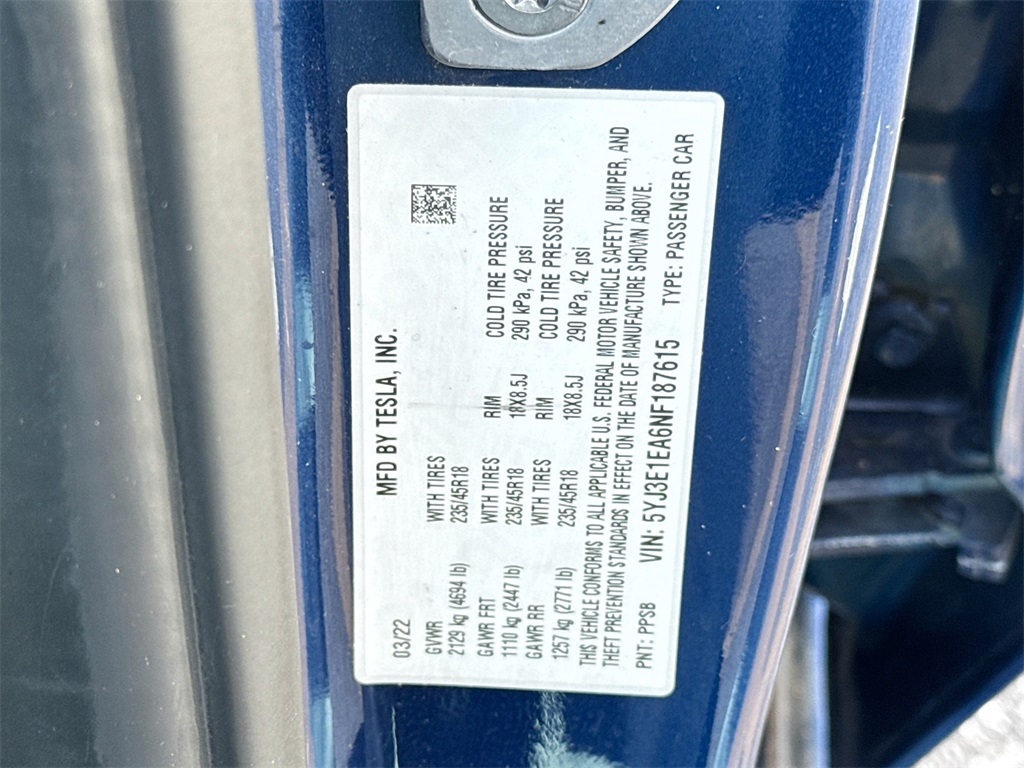 MFD BY TESLA, INC.
03/22
GVWR WITH TIRES RIM COLD TIRE PRESSURE
2129 kg (4694 lb) 235/45R18 18X8.5J 290 kPa, 42 psi
GAWR FRT WITH TIRES RIM COLD TIRE PRESSURE
1110 kg (2447 lb) 235/45R18 18X8.5J 290 kPa, 42 psi
GAWR RR WITH TIRES
1257 kg (2771 lb) 235/45R18
THIS VEHICLE CONFORMS TO ALL APPLICABLE U.S. FEDERAL MOTOR VEHICLE SAFETY, BUMPER, AND
THEFT PREVENTION STANDARDS IN EFFECT ON THE DATE OF MANUFACTURE SHOWN ABOVE.
PNT: PPSB VIN: 5YJ3E1EA6NF187615 TYPE: PASSENGER CAR